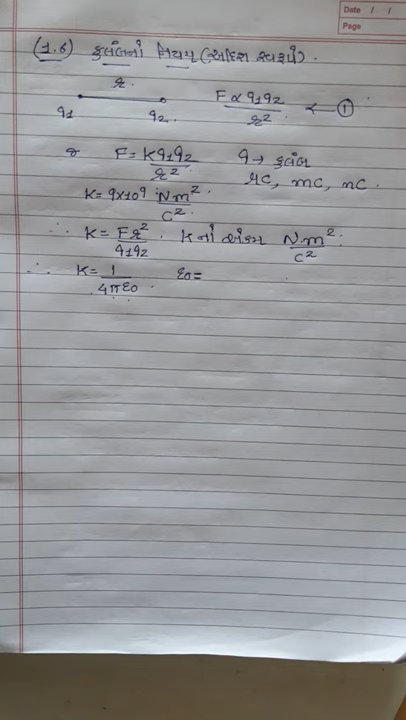 Date / /
Page
(1.6) કુલંબનો નિયમ (અદિશ સ્વરૂપે).
r
q1 q2
F ∝ q1q2 / r² ← ①
F = Kq1q2 / r² q → કુલંબ
μC, mC, nC.
K = 9×10⁹ Nm² / C²
∴ K = Fr² / q1q2 . Kનો એકમ Nm² / C²
∴ K = 1 / 4πε0 ε0 =